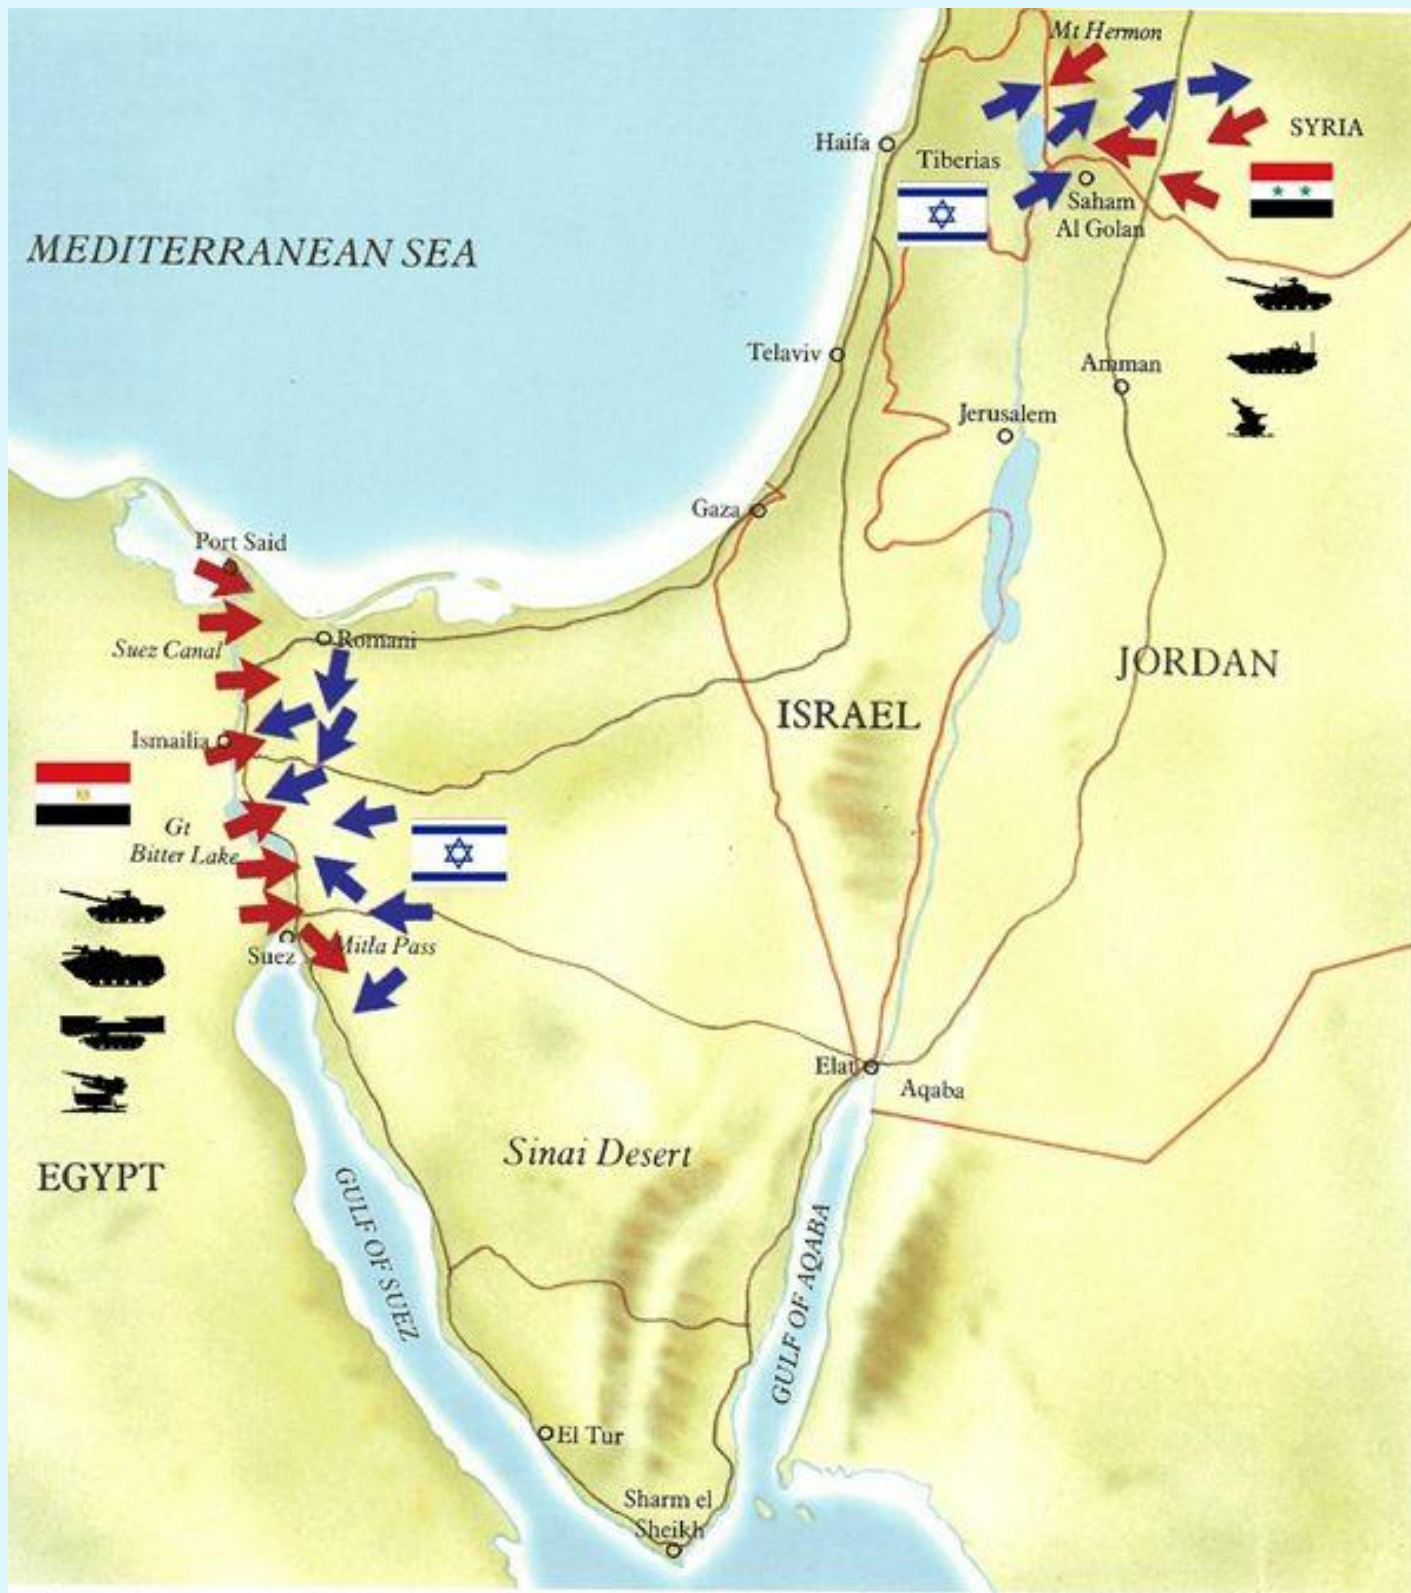 Mt Hermon
Haifa
Tiberias
SYRIA
Saham
Al Golan
MEDITERRANEAN SEA
Telaviv
Amman
Jerusalem
Gaza
Port Said
Suez Canal
Romani
JORDAN
ISRAEL
Ismailia
Gt
Bitter Lake
Mitla Pass
Suez
Elat
Aqaba
Sinai Desert
EGYPT
GULF OF SUEZ
GULF OF AQABA
El Tur
Sharm el
Sheikh